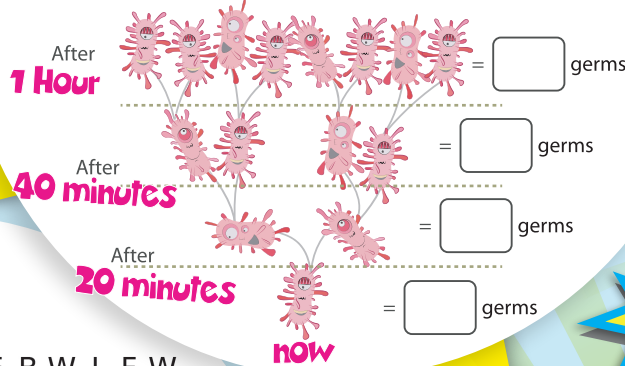 After
1 Hour
= germs
After
40 minutes
= germs
After
20 minutes
= germs
= germs
now
B W L F W